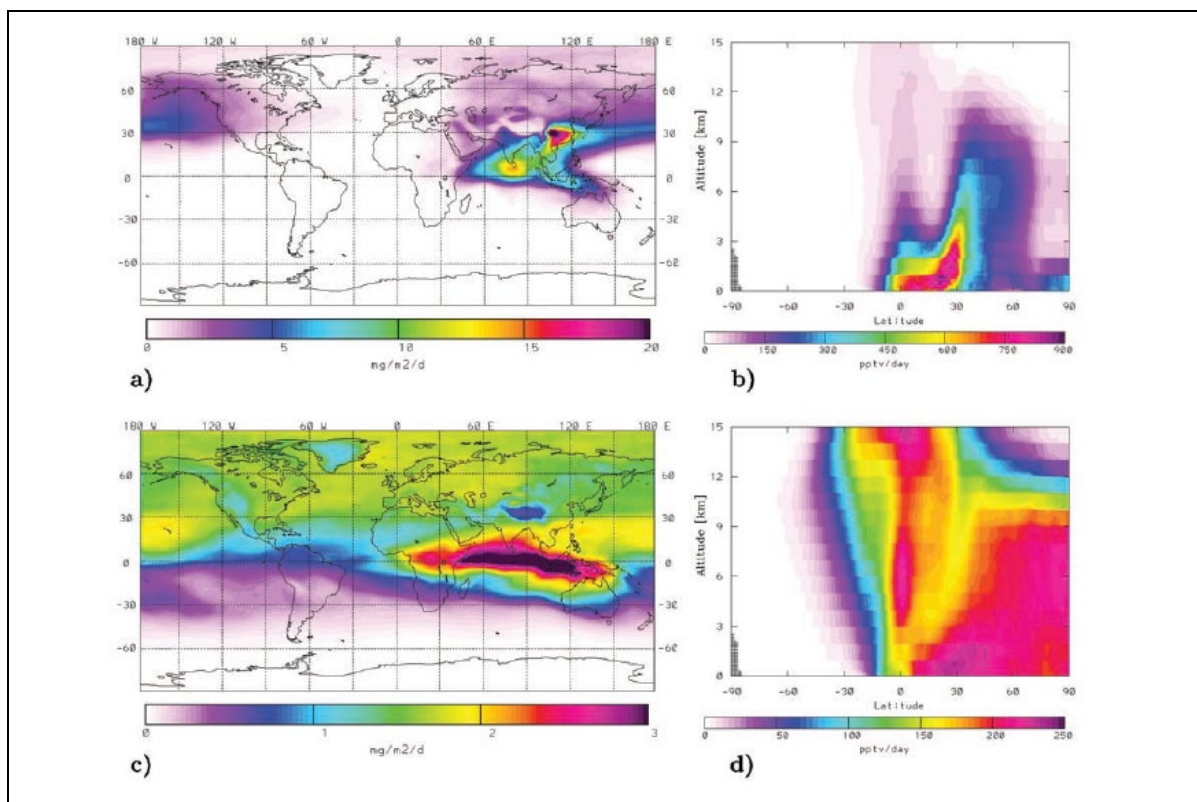 180 W 120 W 60 W 0 60 E 120 E 180 E
60 60
30 30
0 0
-30 -30
-60 -60
0 5 10 15 20
mg/m2/d
a)
15
12
9
6
3
0
Altitude [km]
-90 -60 -30 0 30 60 90
Latitude
0 150 300 450 600 750 900
pptv/day
b)
180 W 120 W 60 W 0 60 E 120 E 180 E
60 60
30 30
0 0
-30 -30
-60 -60
0 1 2 3
mg/m2/d
c)
15
12
9
6
3
0
Altitude [km]
-90 -60 -30 0 30 60 90
Latitude
0 50 100 150 200 250
pptv/day
d)